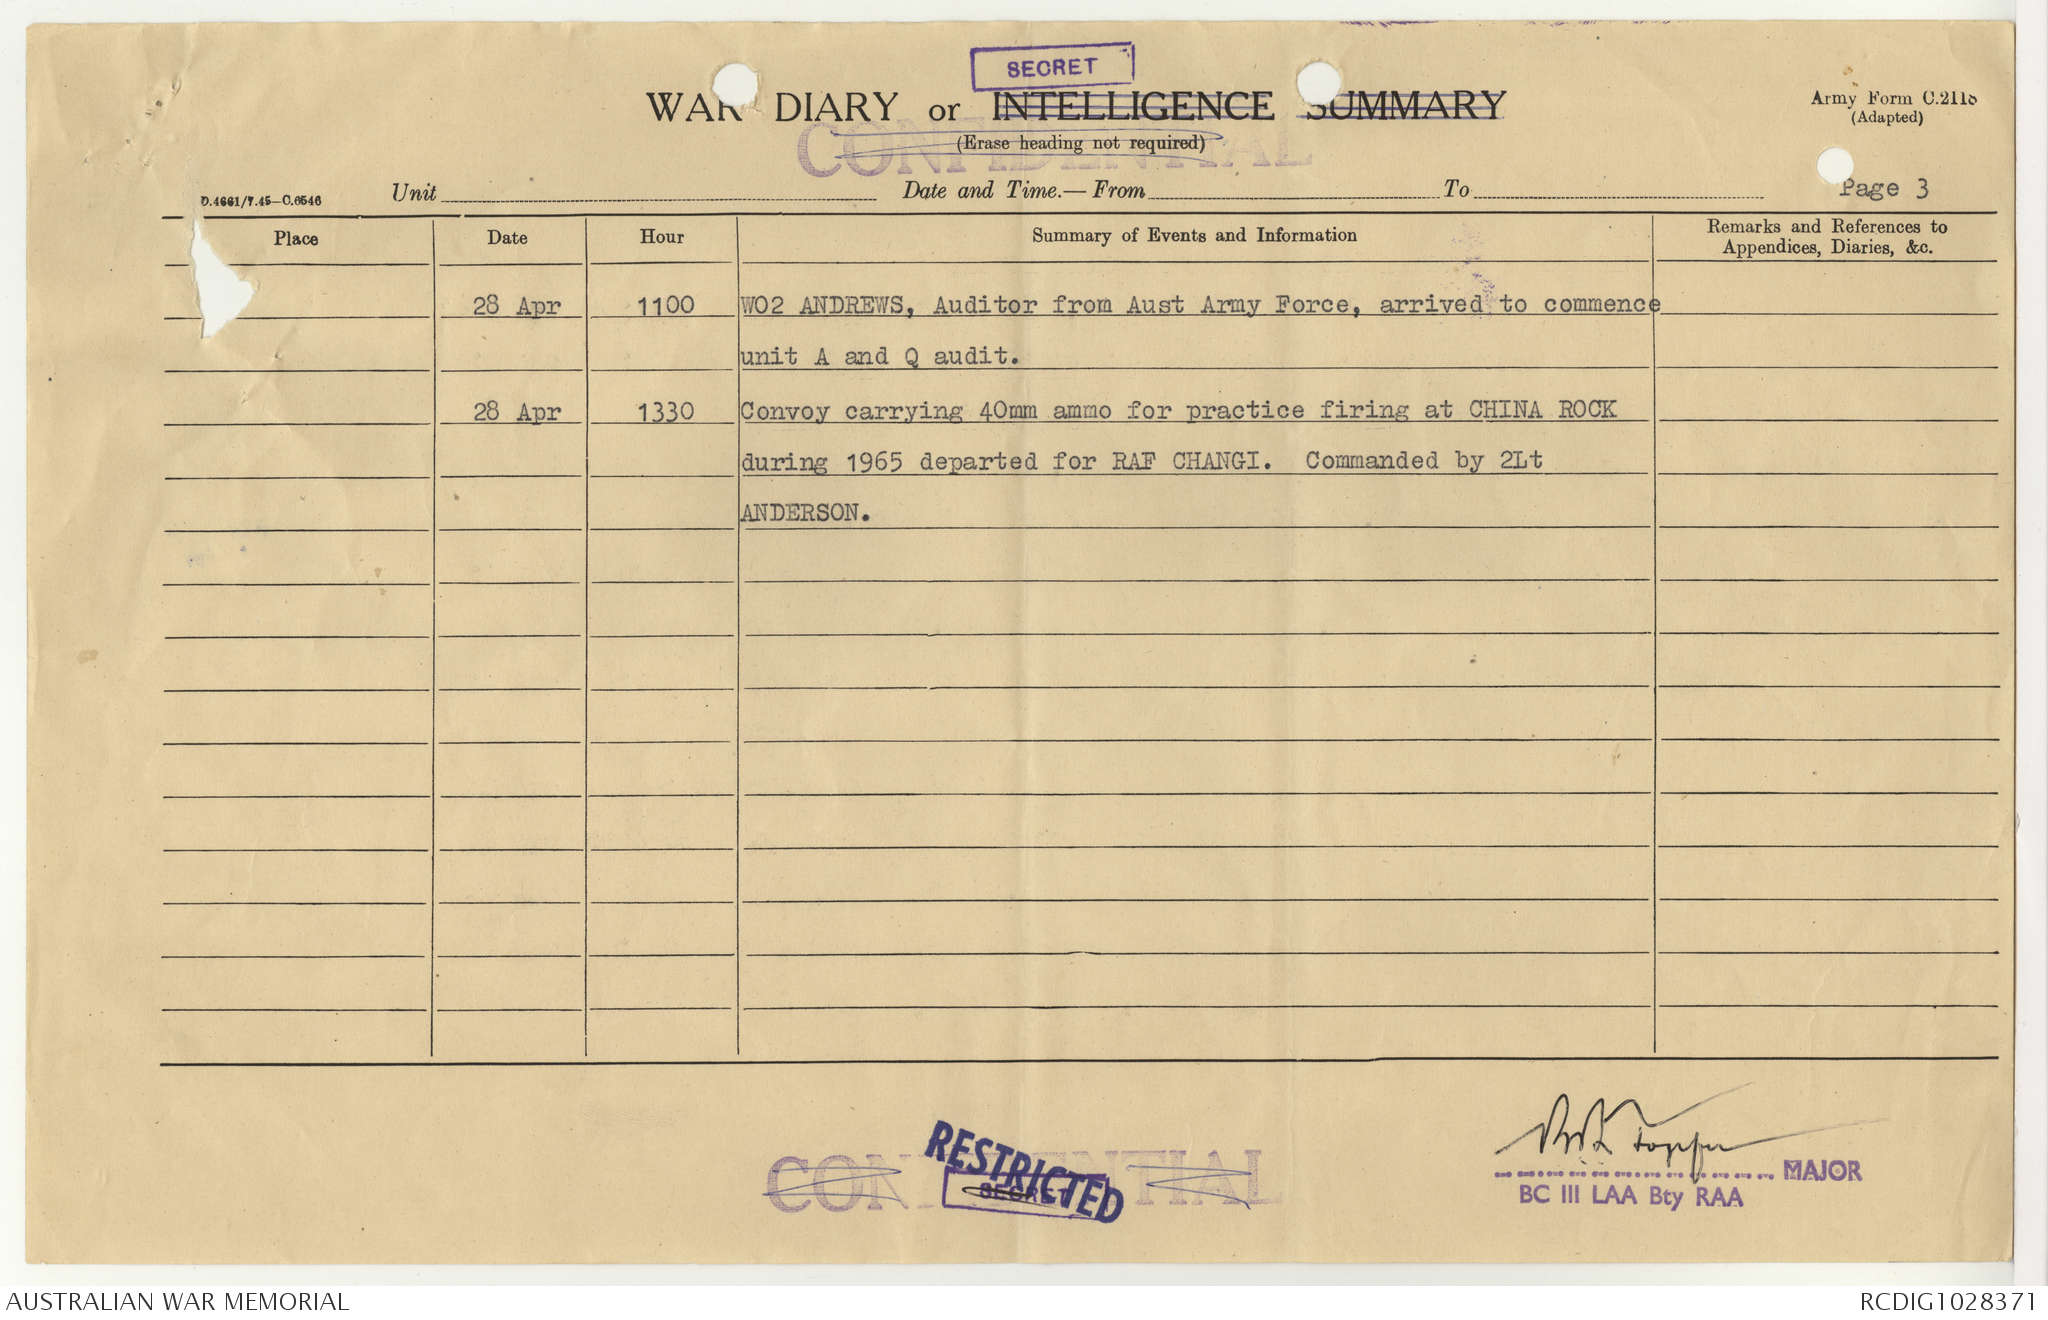 SECRET
WAR DIARY or INTELLIGENCE SUMMARY
Army Form C.2118
(Adapted)
CONFIDENTIAL
(Erase heading not required)
D.4661/7.45—C.6546 Unit Date and Time.— From To Page 3
Place Date Hour Summary of Events and Information Remarks and References to
Appendices, Diaries, &c.
28 Apr 1100 WO2 ANDREWS, Auditor from Aust Army Force, arrived to commence
unit A and Q audit.
28 Apr 1330 Convoy carrying 40mm ammo for practice firing at CHINA ROCK
during 1965 departed for RAF CHANGI. Commanded by 2Lt
ANDERSON.
CONFIDENTIAL
RESTRICTED
SECRET
MAJOR
BC III LAA Bty RAA
AUSTRALIAN WAR MEMORIAL RCDIG1028371